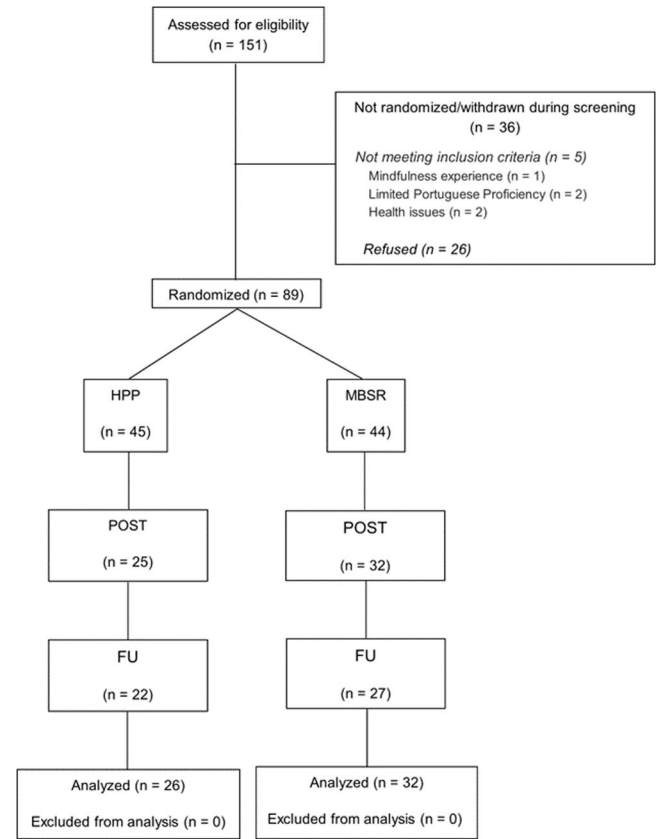 Assessed for eligibility
(n = 151)
Not randomized/withdrawn during screening
(n = 36)
Not meeting inclusion criteria (n = 5)
Mindfulness experience (n = 1)
Limited Portuguese Proficiency (n = 2)
Health issues (n = 2)
Refused (n = 26)
Randomized (n = 89)
HPP
(n = 45)
MBSR
(n = 44)
POST
(n = 25)
POST
(n = 32)
FU
(n = 22)
FU
(n = 27)
Analyzed (n = 26)
Excluded from analysis (n = 0)
Analyzed (n = 32)
Excluded from analysis (n = 0)